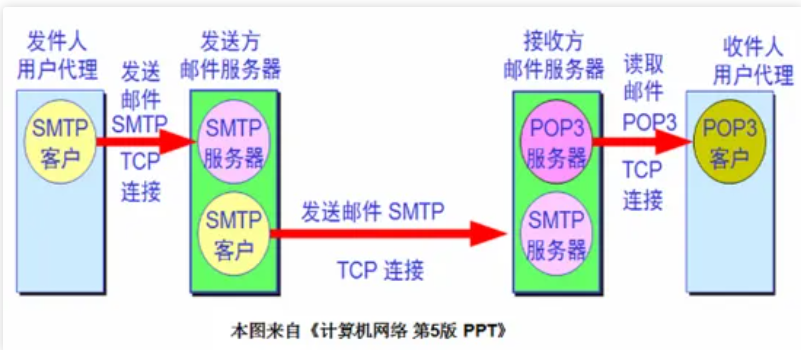 发件人
用户代理
发送
邮件
SMTP
TCP
连接
SMTP
客户
发送方
邮件服务器
SMTP
服务器
SMTP
客户
发送邮件 SMTP
TCP 连接
接收方
邮件服务器
POP3
服务器
SMTP
服务器
读取
邮件
POP3
TCP
连接
收件人
用户代理
POP3
客户
本图来自《计算机网络 第5版 PPT》